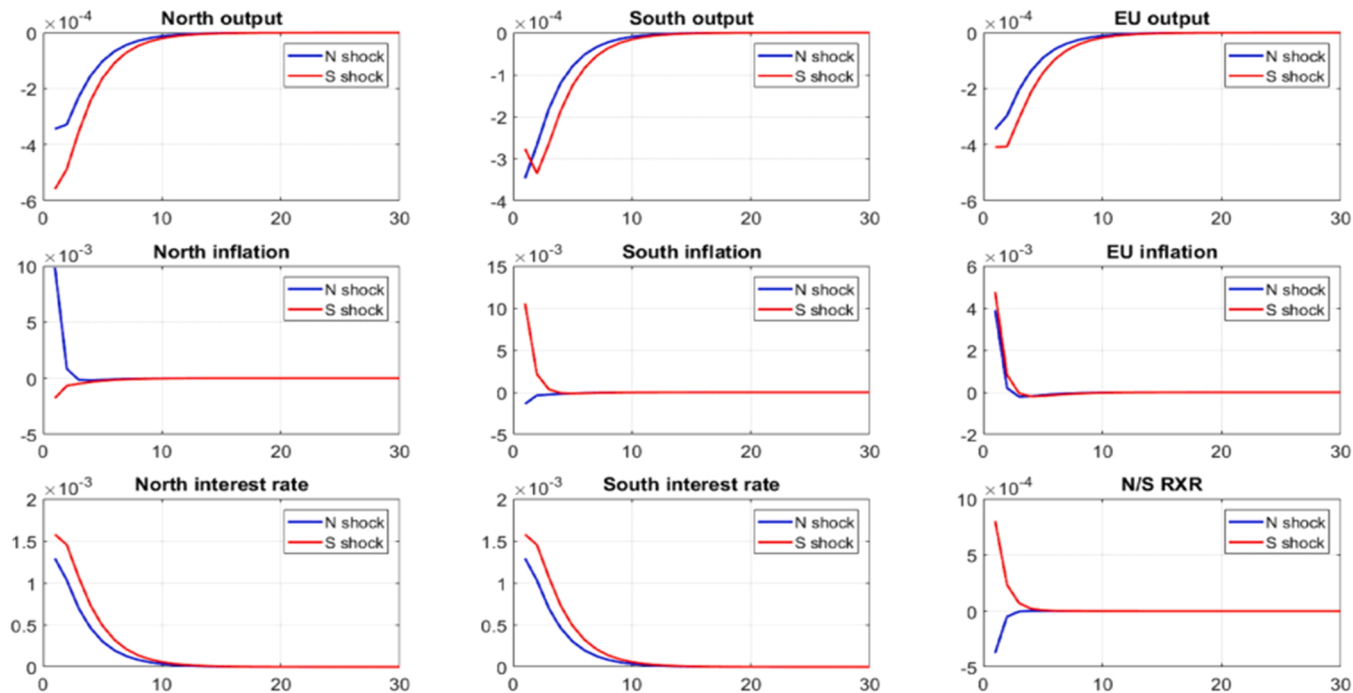 North output
×10⁻⁴
0
-2
-4
-6
0 10 20 30
N shock
S shock
South output
×10⁻⁴
0
-1
-2
-3
-4
0 10 20 30
N shock
S shock
EU output
×10⁻⁴
0
-2
-4
-6
0 10 20 30
N shock
S shock
North inflation
×10⁻³
10
5
0
-5
0 10 20 30
N shock
S shock
South inflation
×10⁻³
15
10
5
0
-5
0 10 20 30
N shock
S shock
EU inflation
×10⁻³
6
4
2
0
-2
0 10 20 30
N shock
S shock
North interest rate
×10⁻³
2
1.5
1
0.5
0
0 10 20 30
N shock
S shock
South interest rate
×10⁻³
2
1.5
1
0.5
0
0 10 20 30
N shock
S shock
N/S RXR
×10⁻⁴
10
5
0
-5
0 10 20 30
N shock
S shock